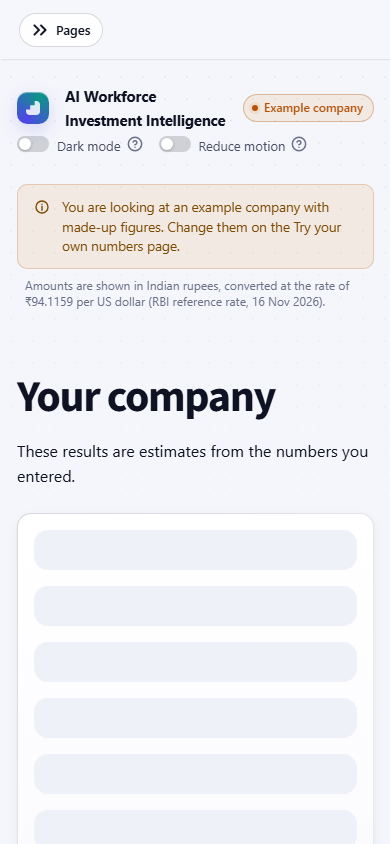 Pages
AI Workforce
Investment Intelligence
Example company
Dark mode
Reduce motion
You are looking at an example company with
made-up figures. Change them on the Try your
own numbers page.
Amounts are shown in Indian rupees, converted at the rate of
₹94.1159 per US dollar (RBI reference rate, 16 Nov 2026).
Your company
These results are estimates from the numbers you
entered.